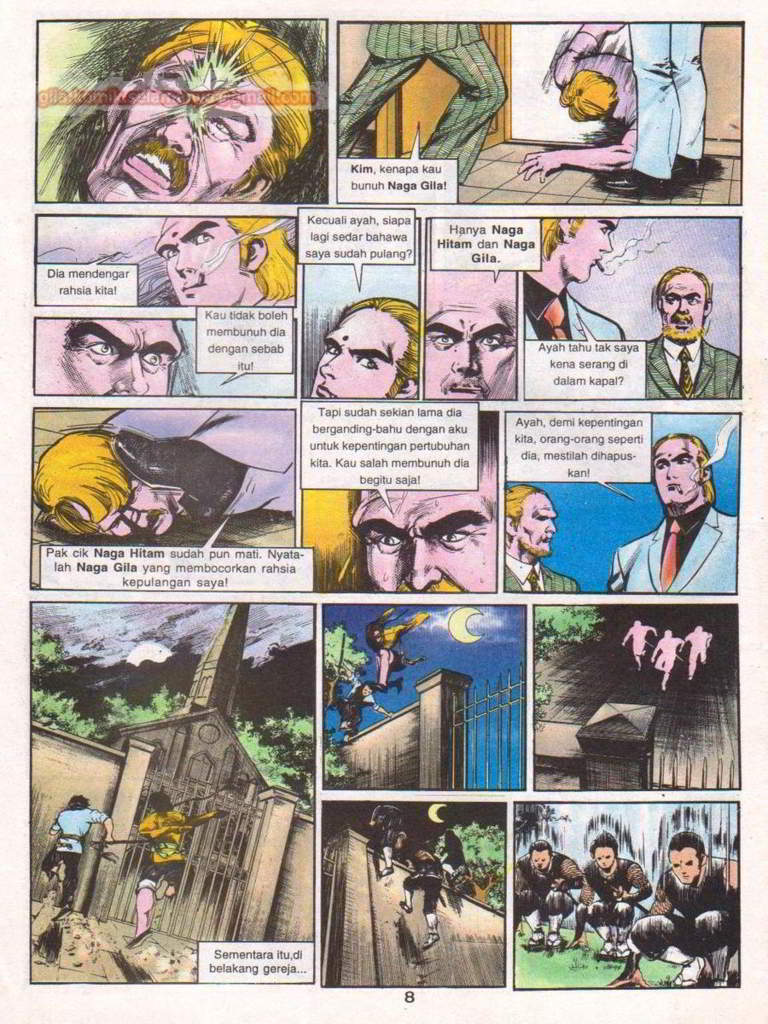 Kim, kenapa kau
bunuh Naga Gila!
Dia mendengar
rahsia kita!
Kau tidak boleh
membunuh dia
dengan sebab
itu!
Kecuali ayah, siapa
lagi sedar bahawa
saya sudah pulang?
Hanya Naga
Hitam dan Naga
Gila.
Ayah tahu tak saya
kena serang di
dalam kapal?
Pak cik Naga Hitam sudah pun mati. Nyata-
lah Naga Gila yang membocorkan rahsia
kepulangan saya!
Tapi sudah sekian lama dia
berganding-bahu dengan aku
untuk kepentingan pertubuhan
kita. Kau salah membunuh dia
begitu saja!
Ayah, demi kepentingan
kita, orang-orang seperti
dia, mestilah dihapus-
kan!
Sementara itu,di
belakang gereja...
8